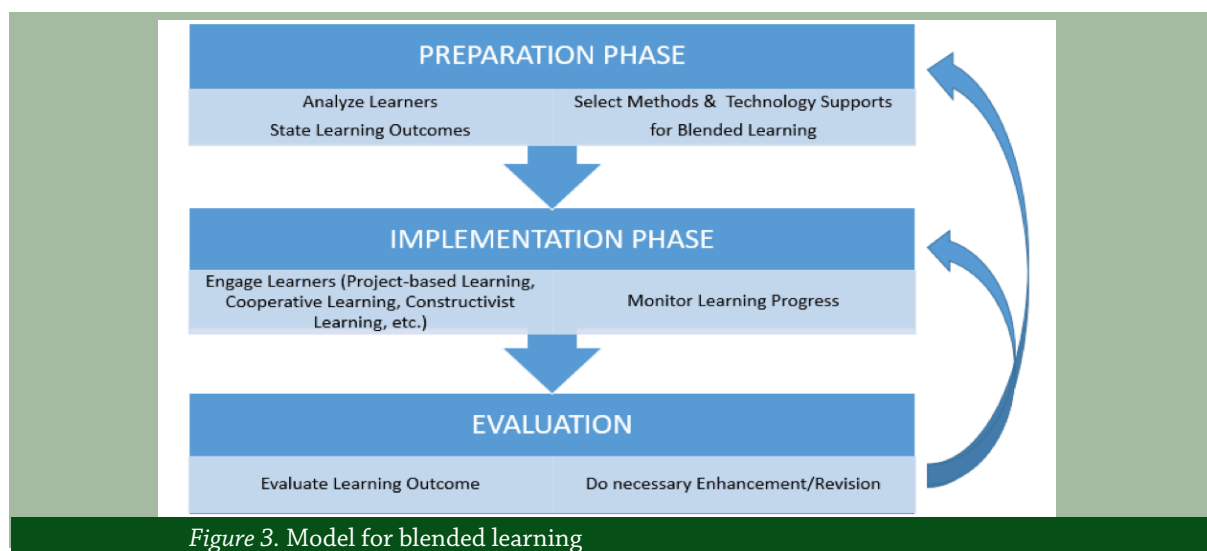 PREPARATION PHASE
Analyze Learners
State Learning Outcomes
Select Methods & Technology Supports
for Blended Learning
IMPLEMENTATION PHASE
Engage Learners (Project-based Learning,
Cooperative Learning, Constructivist
Learning, etc.)
Monitor Learning Progress
EVALUATION
Evaluate Learning Outcome
Do necessary Enhancement/Revision
Figure 3. Model for blended learning